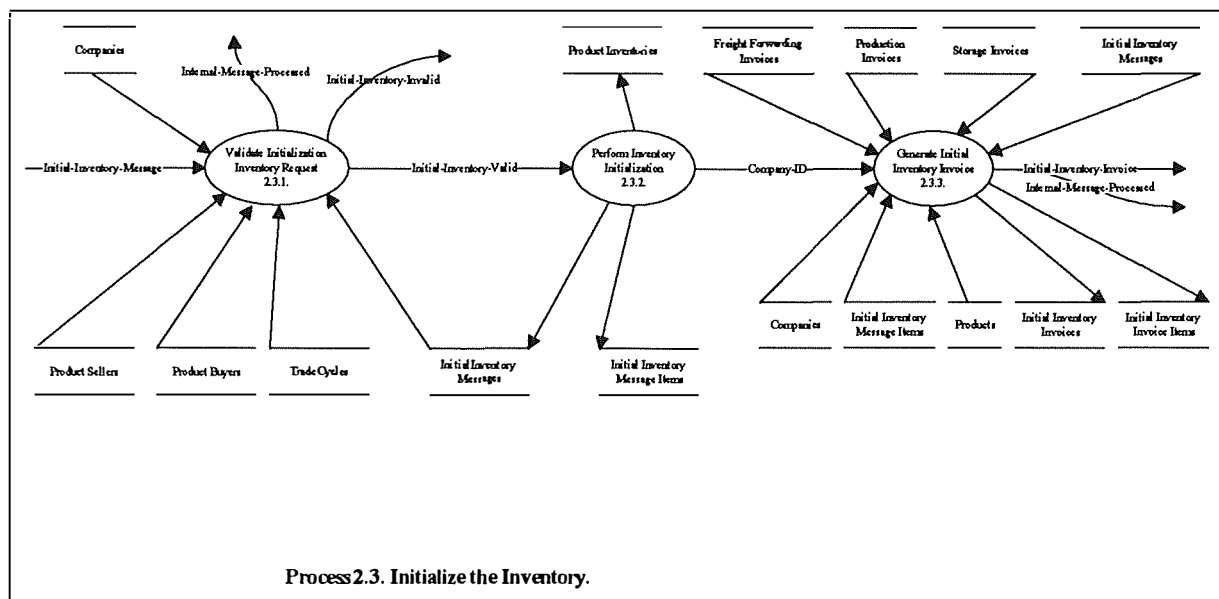 Companies
Internal-Message-Processed
Initial-Inventory-Invalid
Product Inventories
Freight Forwarding
Invoices
Production
Invoices
Storage Invoices
Initial Inventory
Messages
Initial-Inventory-Message
Validate Initialization
Inventory Request
2.3.1.
Initial-Inventory-Valid
Perform Inventory
Initialization
2.3.2.
Company-ID
Generate Initial
Inventory Invoice
2.3.3.
Initial-Inventory-Invoice
Internal-Message-Processed
Companies
Initial Inventory
Message Items
Products
Initial Inventory
Invoices
Initial Inventory
Invoice Items
Product Sellers
Product Buyers
Trade Cycles
Initial Inventory
Messages
Initial Inventory
Message Items
Process 2.3. Initialize the Inventory.